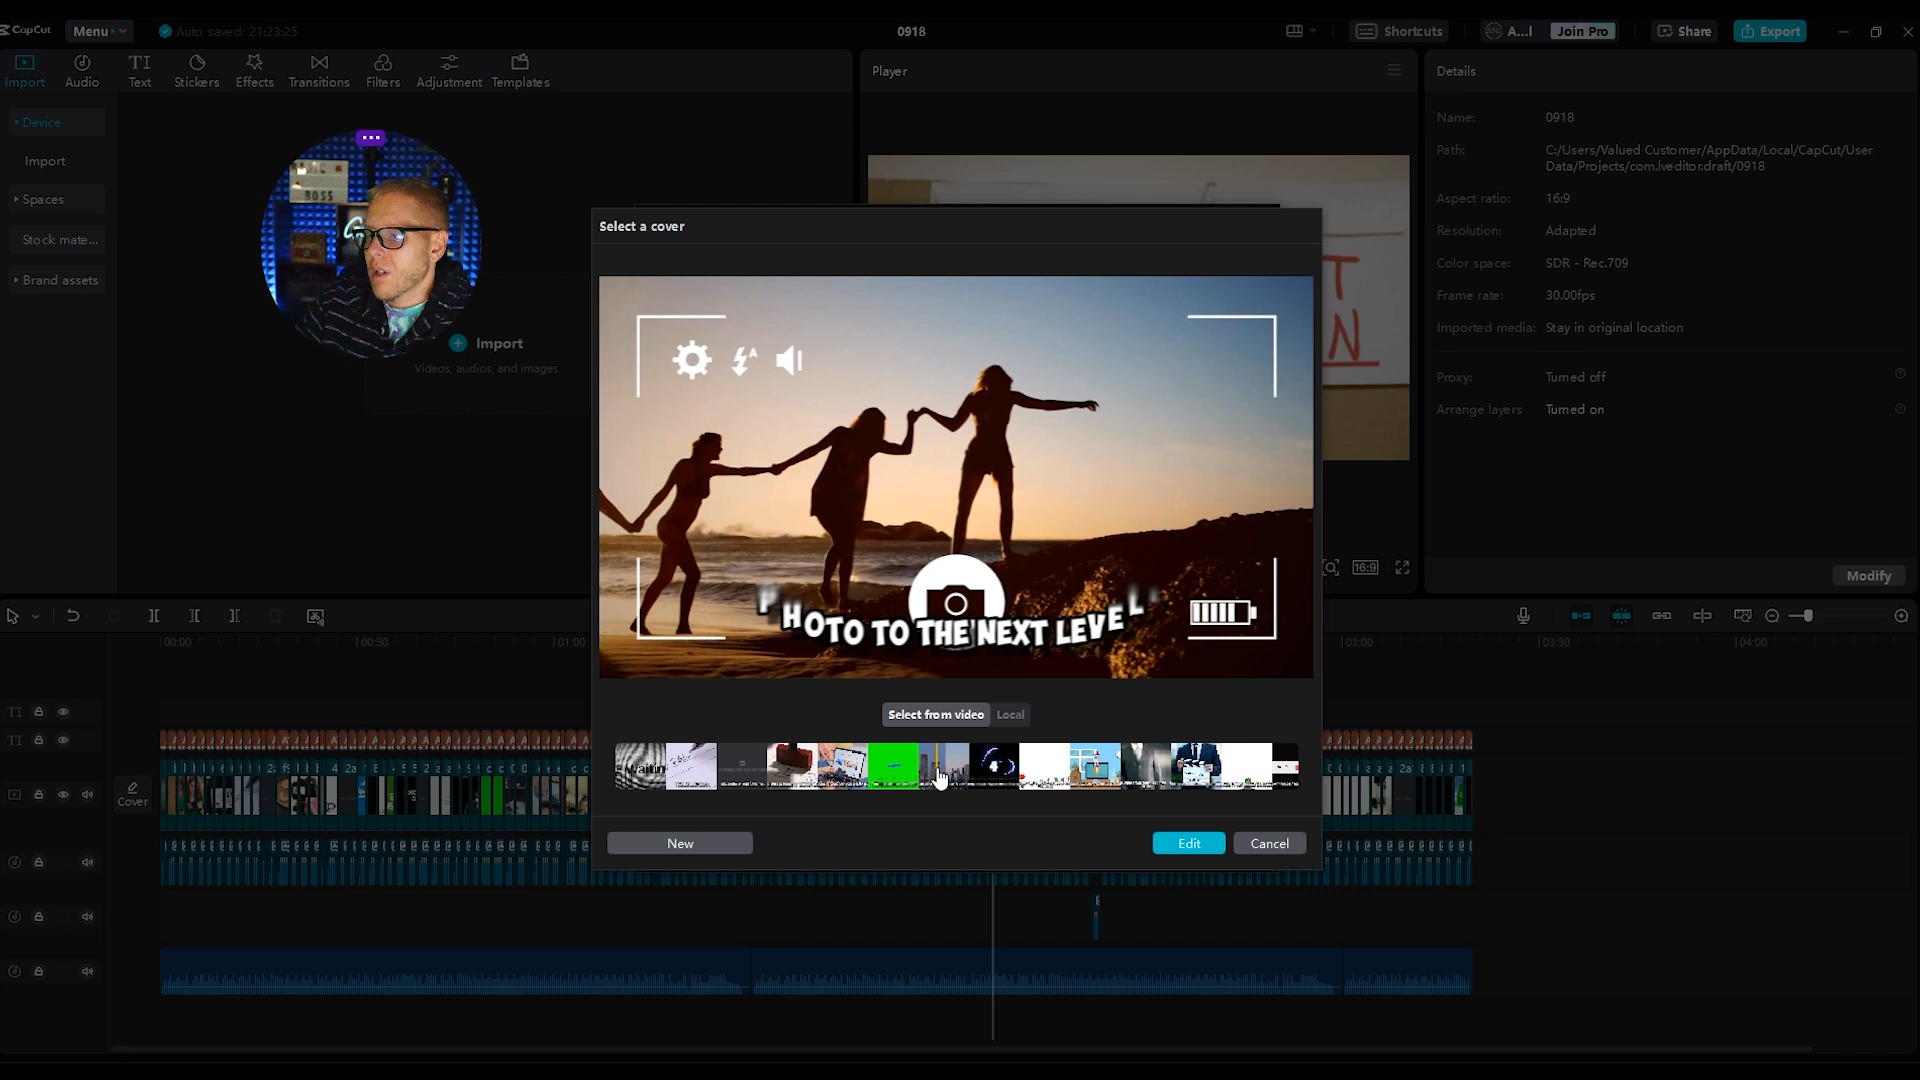 CapCut
Menu
Auto saved: 21:23:25
0918
Shortcuts
A...l
Join Pro
Share
Export
Import
Audio
Text
Stickers
Effects
Transitions
Filters
Adjustment
Templates
Player
Details
Device
Import
Spaces
Stock mate...
Brand assets
BOSS
Import
Videos, audios, and images
Name:
0918
Path:
C:/Users/Valued Customer/AppData/Local/CapCut/User
Data/Projects/com.lveditor.draft/0918
Aspect ratio:
16:9
Resolution:
Adapted
Color space:
SDR - Rec.709
Frame rate:
30.00fps
Imported media:
Stay in original location
Proxy:
Turned off
Arrange layers
Turned on
Modify
Select a cover
PHOTO TO THE NEXT LEVEL
Select from video
Local
New
Edit
Cancel
16:9
00:00
00:30
01:00
03:00
03:30
04:00
Cover